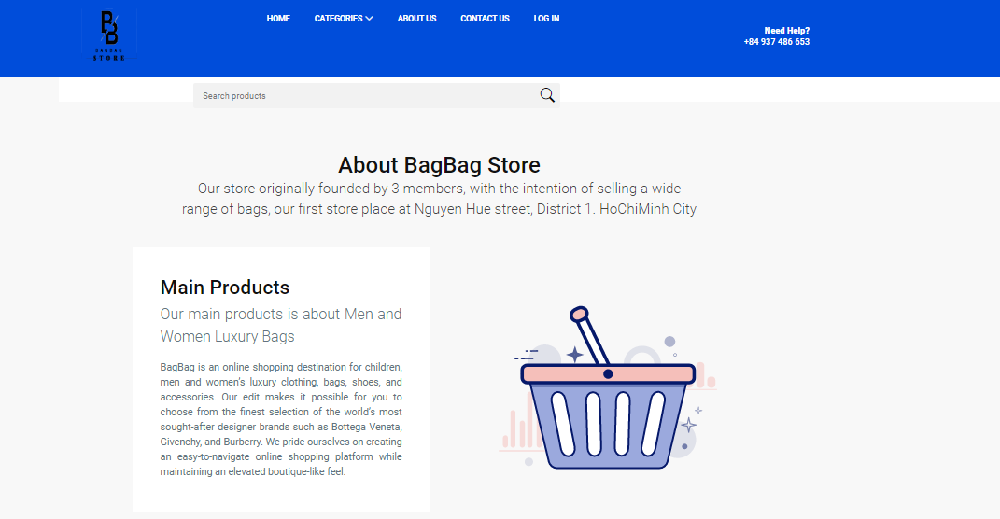 BAGBAG
STORE
HOME
CATEGORIES
ABOUT US
CONTACT US
LOG IN
Need Help?
+84 937 486 653
Search products
About BagBag Store
Our store originally founded by 3 members, with the intention of selling a wide
range of bags, our first store place at Nguyen Hue street, District 1. HoChiMinh City
Main Products
Our main products is about Men and
Women Luxury Bags
BagBag is an online shopping destination for children,
men and women's luxury clothing, bags, shoes, and
accessories. Our edit makes it possible for you to
choose from the finest selection of the world's most
sought-after designer brands such as Bottega Veneta,
Givenchy, and Burberry. We pride ourselves on creating
an easy-to-navigate online shopping platform while
maintaining an elevated boutique-like feel.